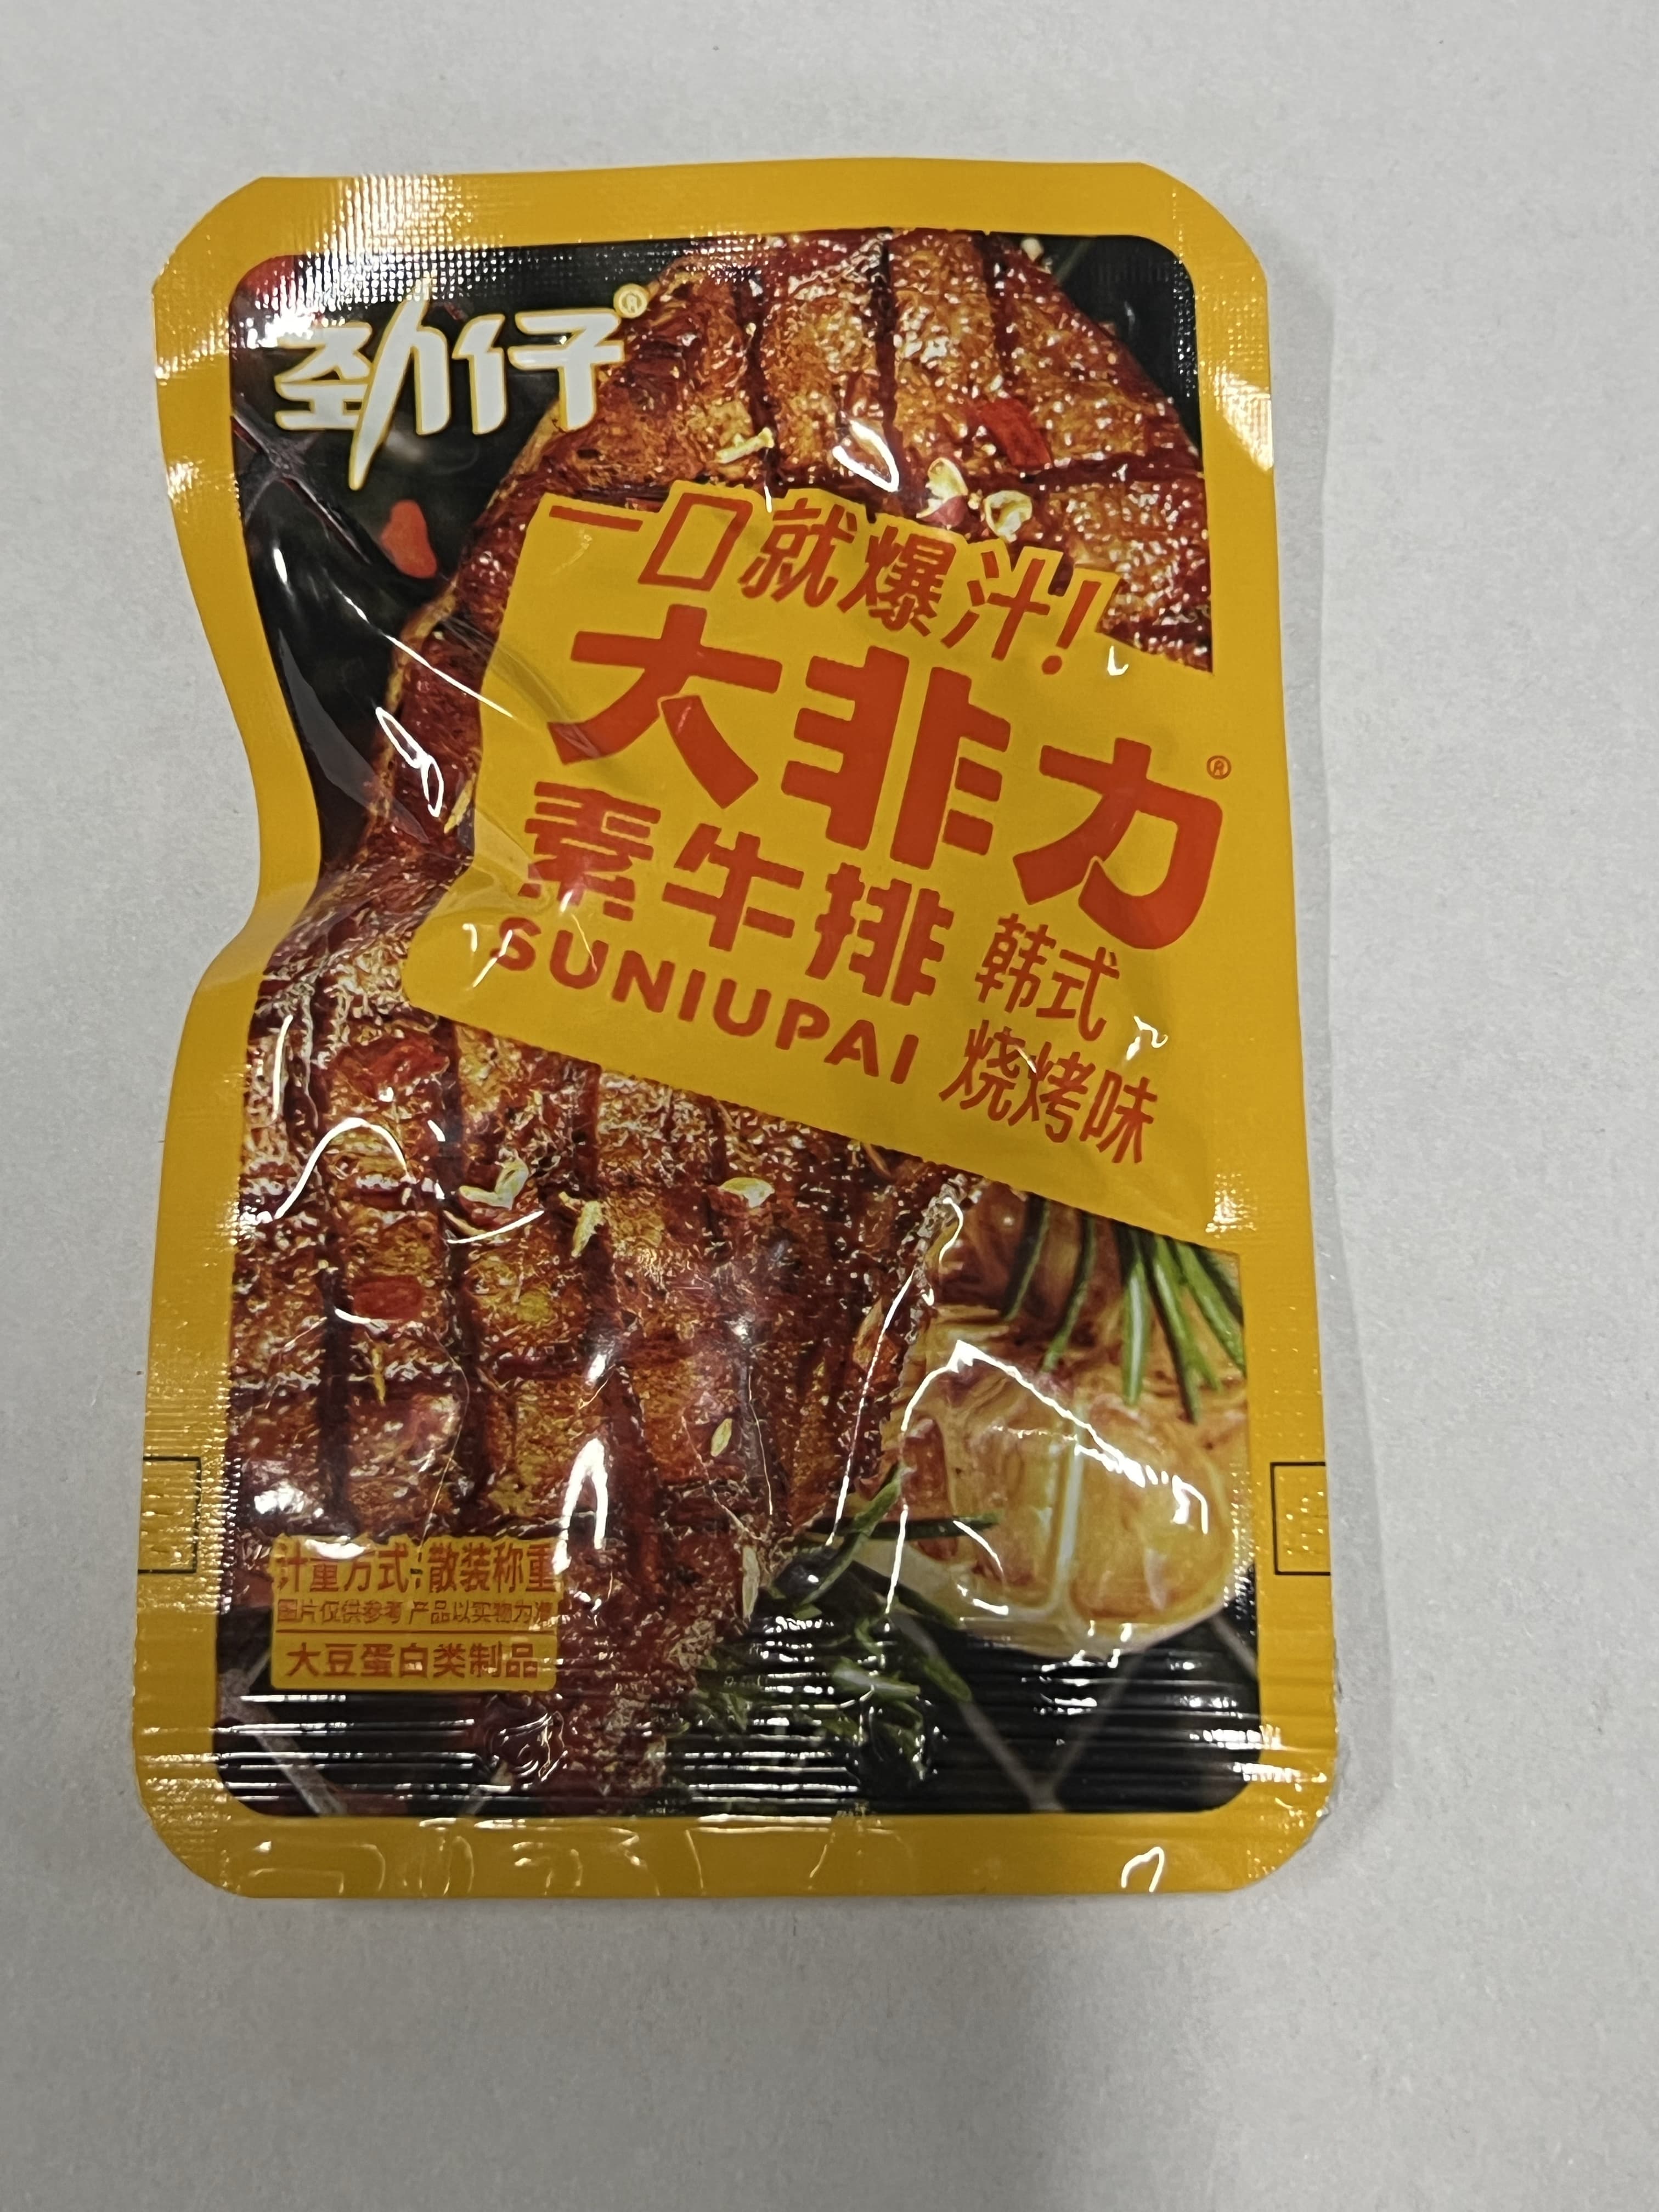 劲仔®
一口就爆汁!
大非力®
素牛排
SUNIUPAI
韩式
烧烤味
计量方式:散装称重
图片仅供参考 产品以实物为准
大豆蛋白类制品